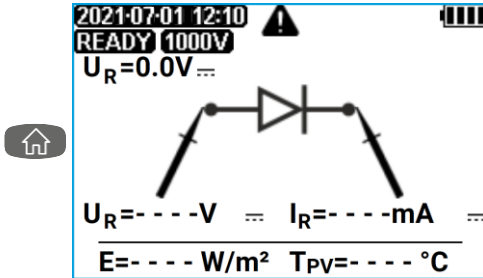 2021-07-01 12:10
READY 1000V
UR=0.0V⎓
UR=- - - -V ⎓ IR=- - - -mA ⎓
E=- - - - W/m² TPV=- - - - °C